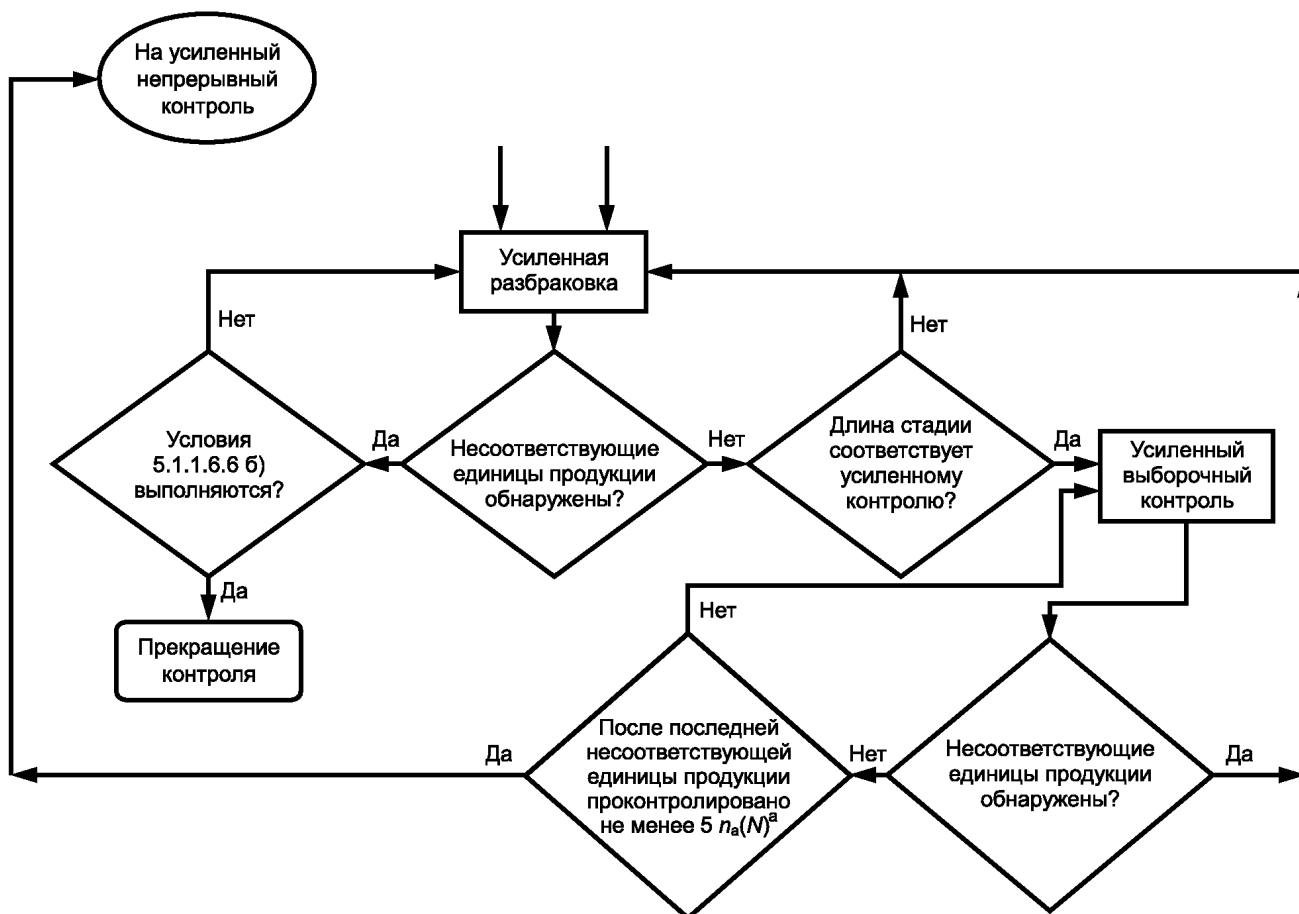 На усиленный
непрерывный
контроль
Усиленная
разбраковка
Нет
Нет
Условия
5.1.1.6.6 б)
выполняются?
Да
Несоответствующие
единицы продукции
обнаружены?
Нет
Длина стадии
соответствует
усиленному
контролю?
Да
Усиленный
выборочный
контроль
Да
Прекращение
контроля
Нет
Да
После последней
несоответствующей
единицы продукции
проконтролировано
не менее 5 nₐ(N)ᵃ
Нет
Несоответствующие
единицы продукции
обнаружены?
Да